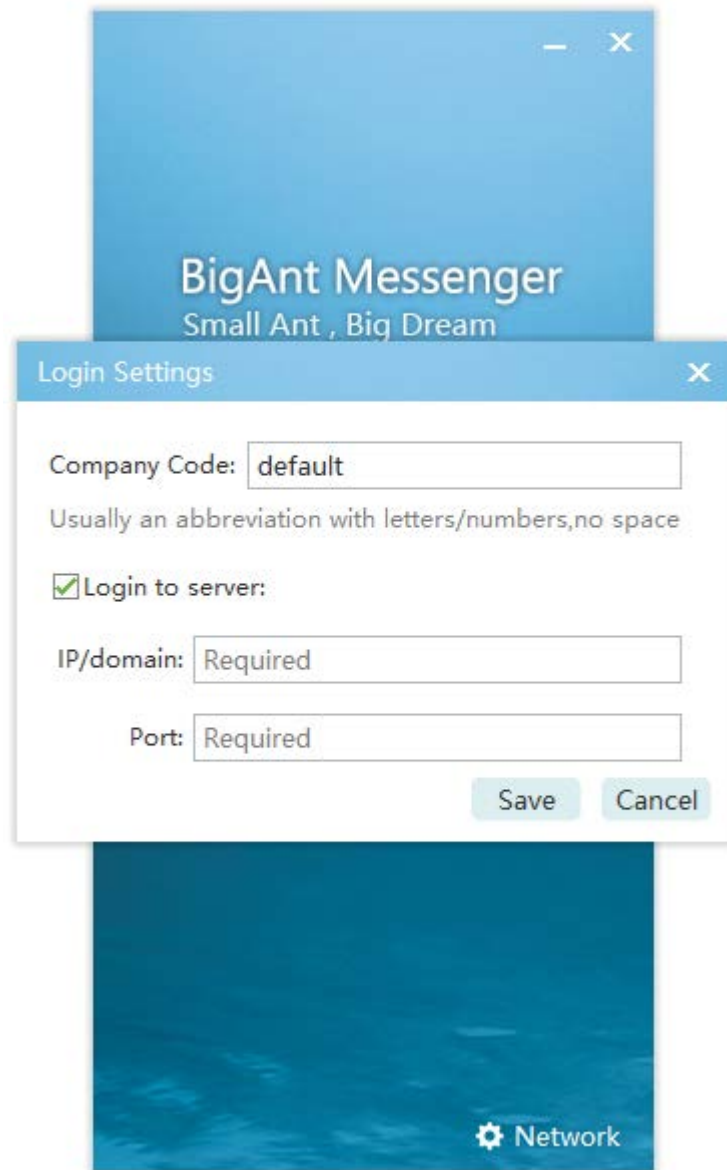 BigAnt Messenger
Small Ant , Big Dream
Login Settings
Company Code: default
Usually an abbreviation with letters/numbers,no space
Login to server:
IP/domain: Required
Port: Required
Save Cancel
Network